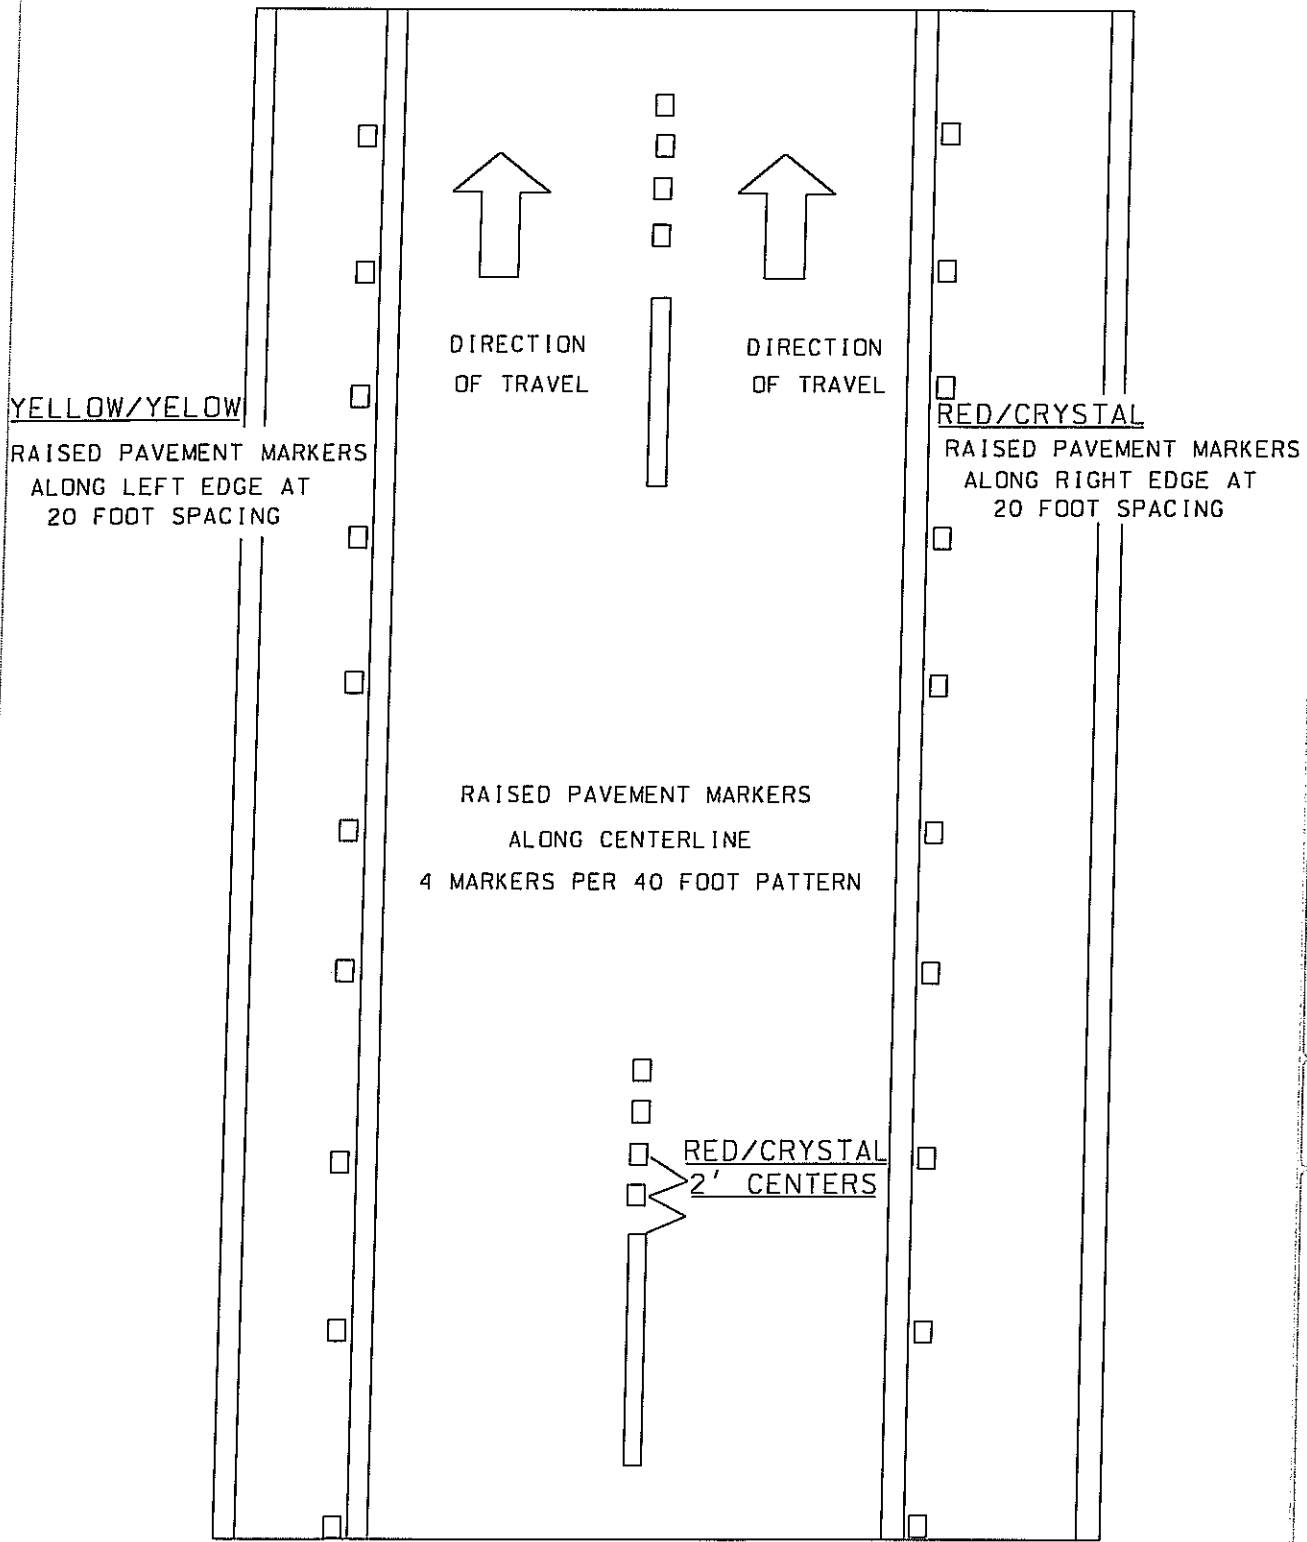 DIRECTION
OF TRAVEL
DIRECTION
OF TRAVEL
YELLOW/YELOW
RAISED PAVEMENT MARKERS
ALONG LEFT EDGE AT
20 FOOT SPACING
RED/CRYSTAL
RAISED PAVEMENT MARKERS
ALONG RIGHT EDGE AT
20 FOOT SPACING
RAISED PAVEMENT MARKERS
ALONG CENTERLINE
4 MARKERS PER 40 FOOT PATTERN
RED/CRYSTAL
2' CENTERS